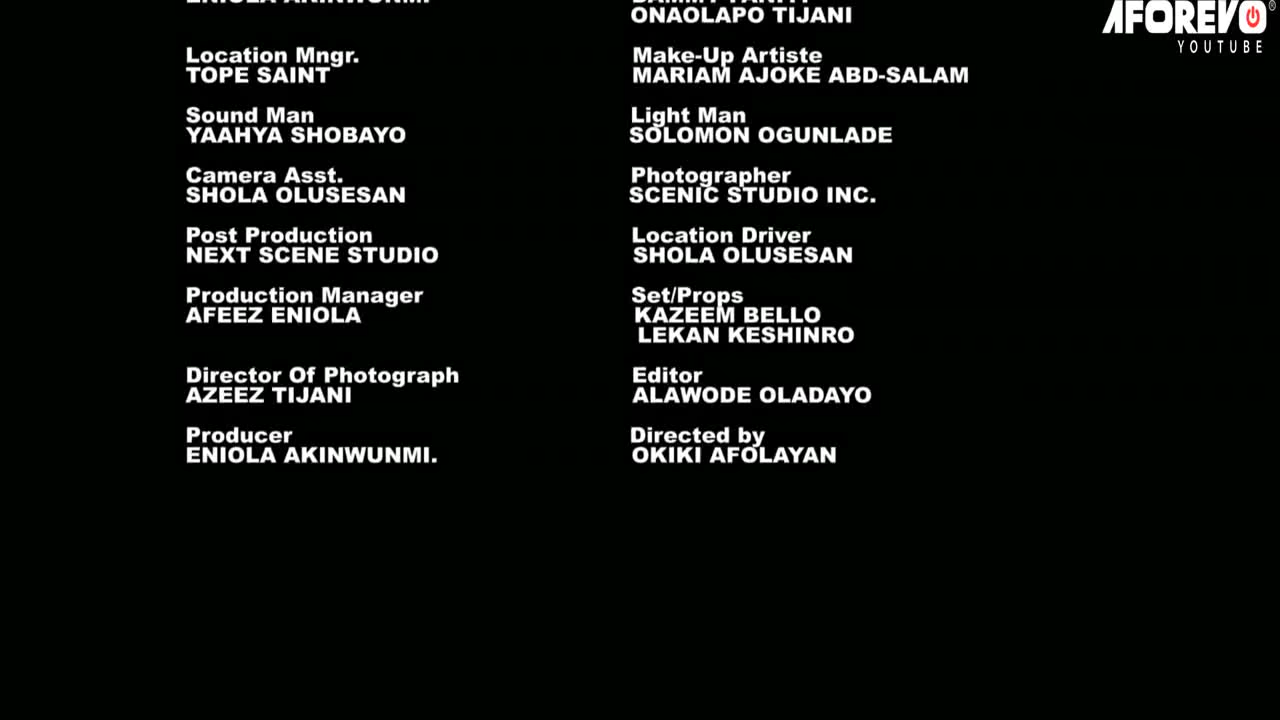 ENIOLA AKINWUNMI.
ONAOLAPO TIJANI
Location Mngr.
TOPE SAINT
Make-Up Artiste
MARIAM AJOKE ABD-SALAM
Sound Man
YAAHYA SHOBAYO
Light Man
SOLOMON OGUNLADE
Camera Asst.
SHOLA OLUSESAN
Photographer
SCENIC STUDIO INC.
Post Production
NEXT SCENE STUDIO
Location Driver
SHOLA OLUSESAN
Production Manager
AFEEZ ENIOLA
Set/Props
KAZEEM BELLO
LEKAN KESHINRO
Director Of Photograph
AZEEZ TIJANI
Editor
ALAWODE OLADAYO
Producer
ENIOLA AKINWUNMI.
Directed by
OKIKI AFOLAYAN
AFOREVO®
YOUTUBE